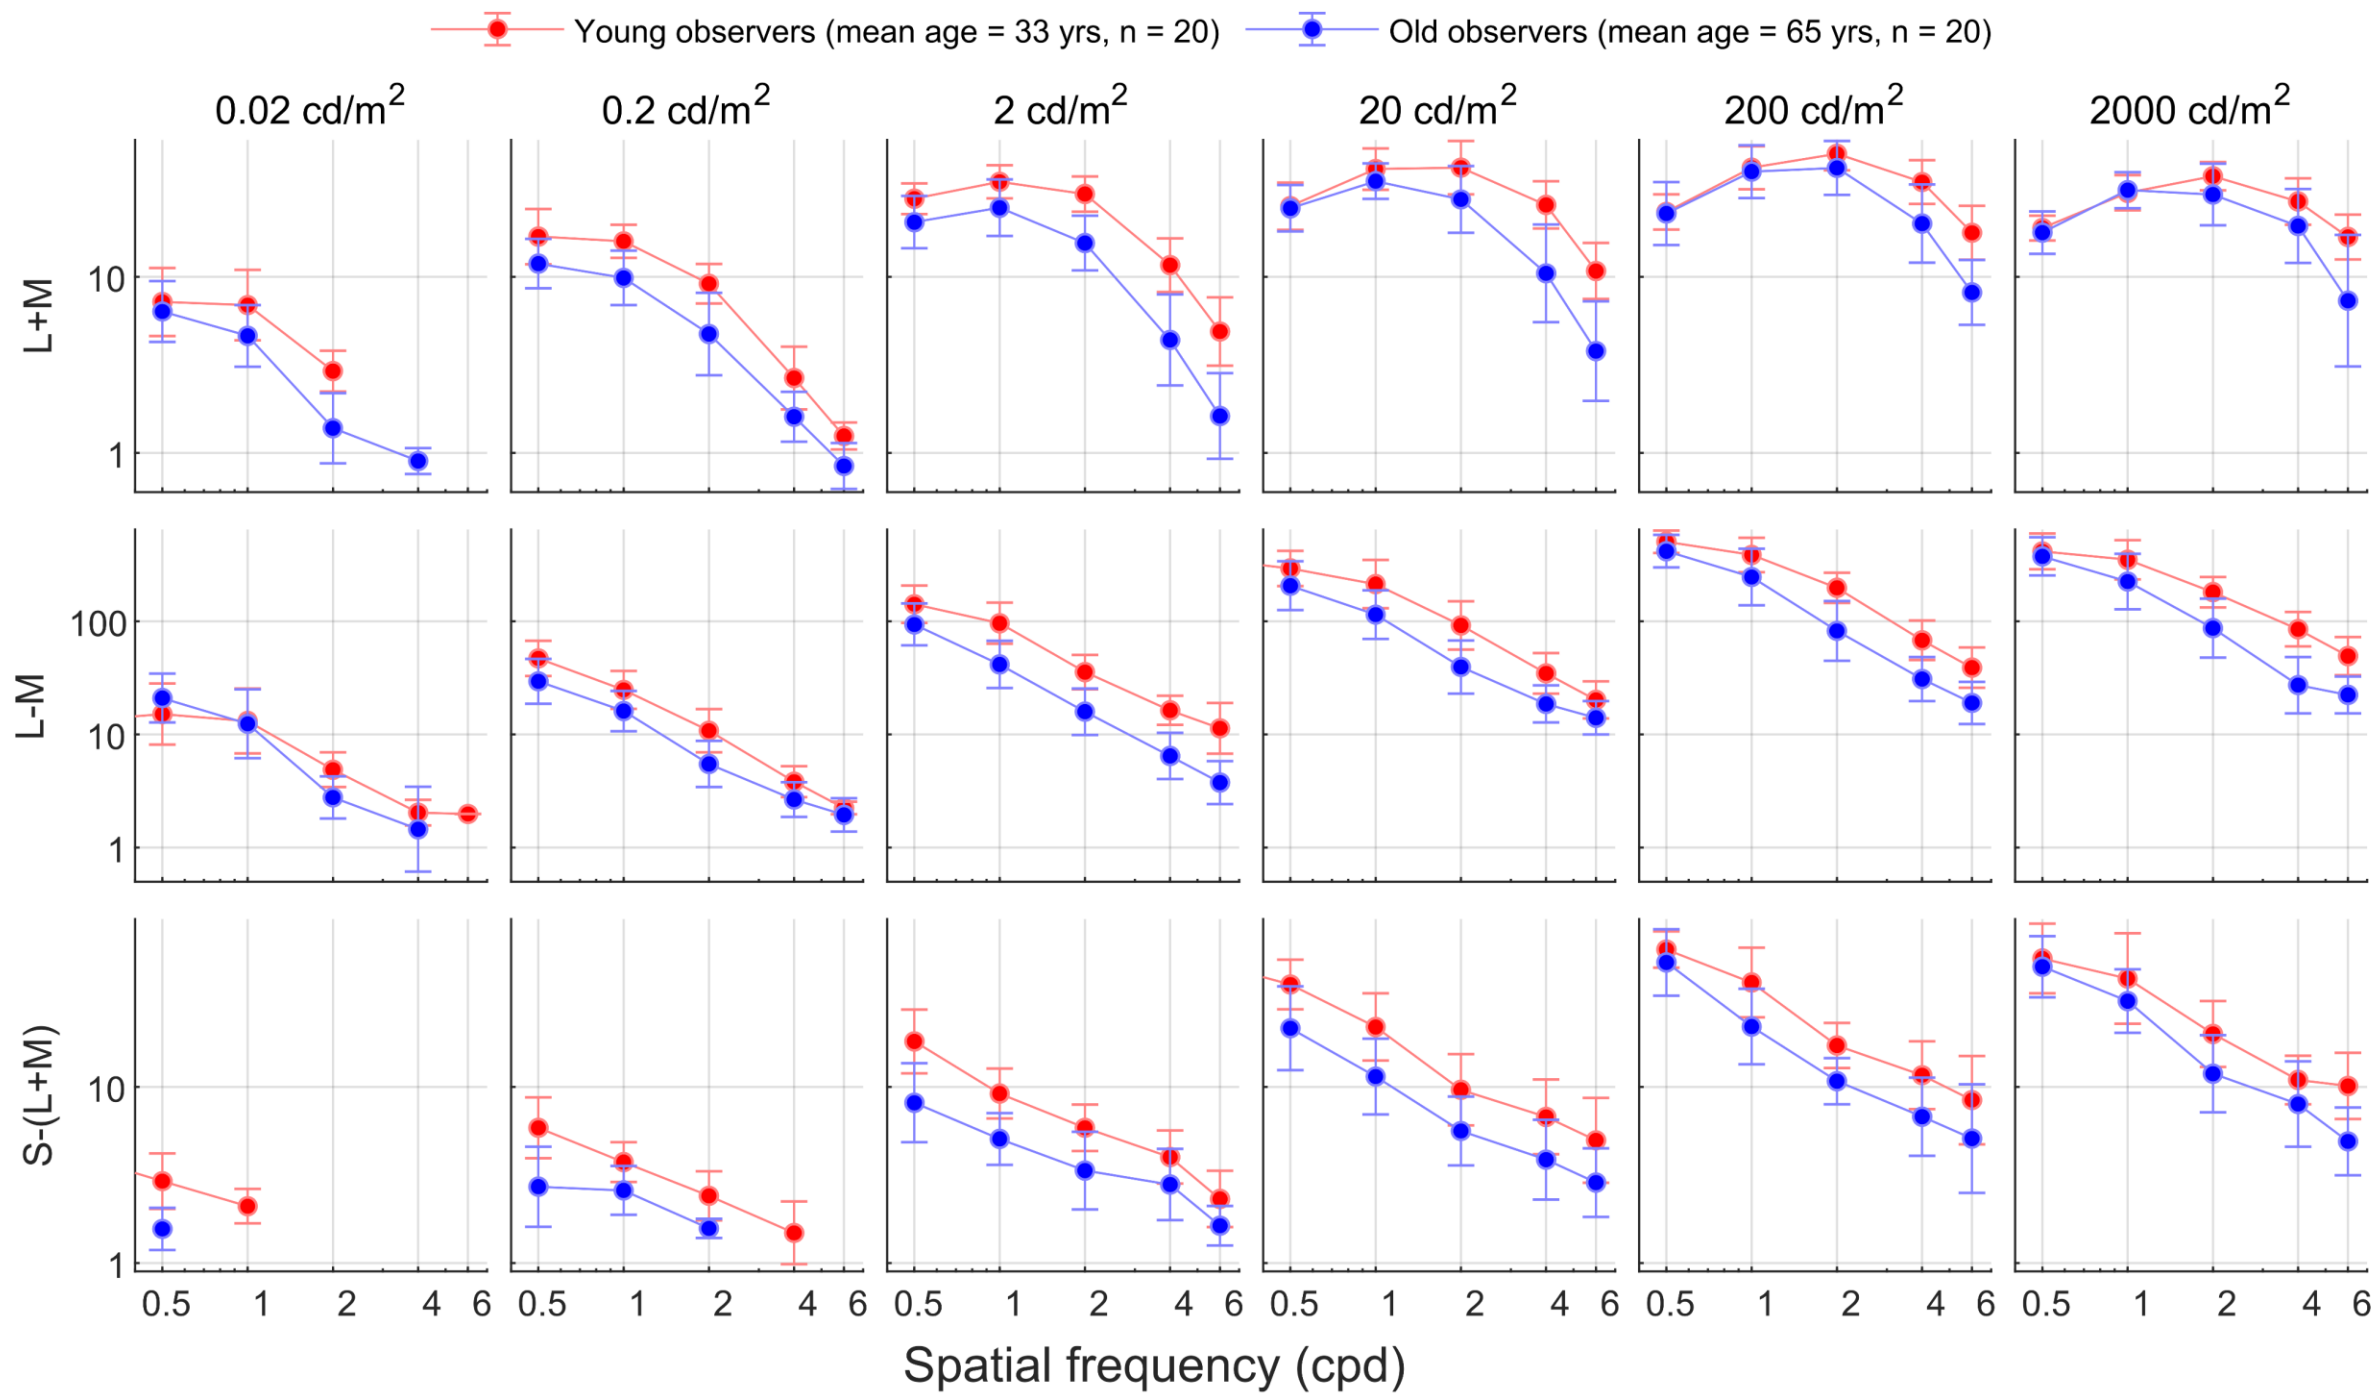 Young observers (mean age = 33 yrs, n = 20) Old observers (mean age = 65 yrs, n = 20)
0.02 cd/m² 0.2 cd/m² 2 cd/m² 20 cd/m² 200 cd/m² 2000 cd/m²
L+M
10
1
L-M
100
10
1
S-(L+M)
10
1
0.5 1 2 4 6 0.5 1 2 4 6 0.5 1 2 4 6 0.5 1 2 4 6 0.5 1 2 4 6 0.5 1 2 4 6
Spatial frequency (cpd)